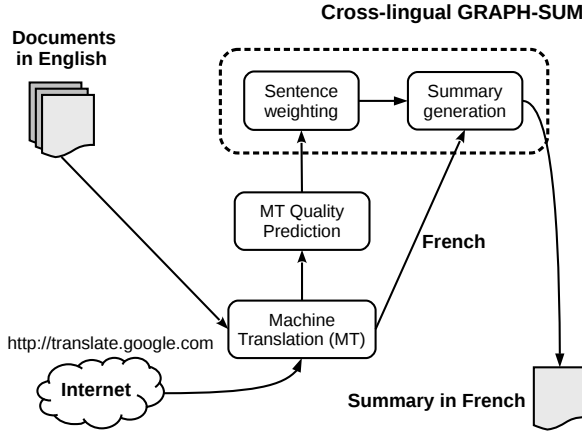 Cross-lingual GRAPH-SUM
Documents
in English
Sentence
weighting
Summary
generation
MT Quality
Prediction
French
Machine
Translation (MT)
http://translate.google.com
Internet
Summary in French